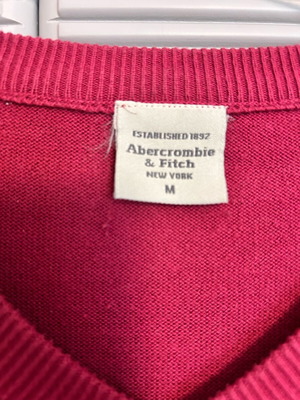 ESTABLISHED 1892
Abercrombie
& Fitch
NEW YORK
M